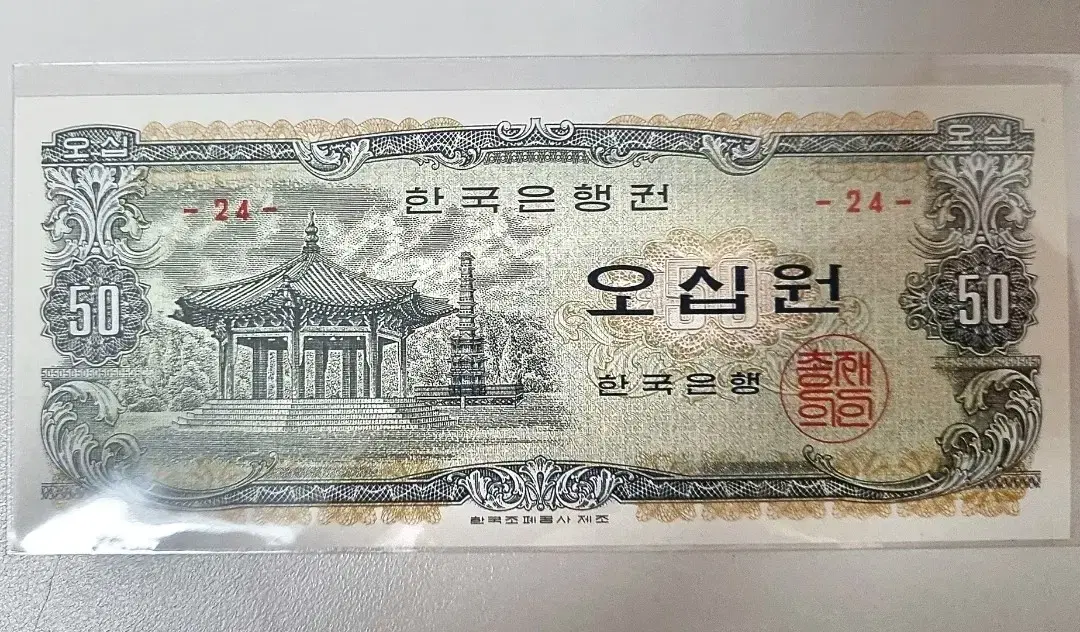 오십 오십
- 24 - 한국은행권 - 24 -
50 오십원 50
한국은행
총재의인
한국조폐공사 제조